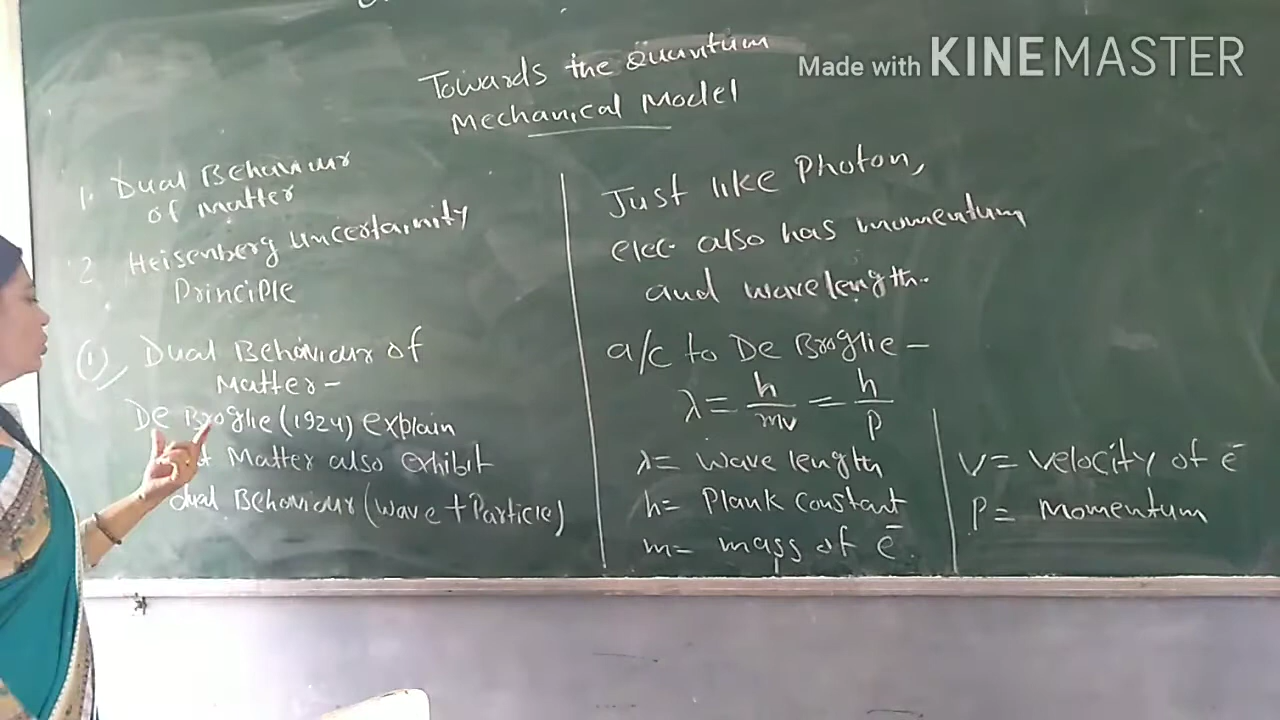 Towards the Quantum
Mechanical Model
Made with KINEMASTER
1. Dual Behaviour
of matter
2 Heisenberg uncertainity
Principle
(1) Dual Behaviour of
Matter-
De Broglie (1924) explain
Matter also exhibit
dual Behaviour (wave + Particle)
Just like Photon,
elec. also has momentum
and wavelength.
a/c to De Broglie -
λ = h/mv = h/p
λ = wave length
h = Plank Constant
m = mass of e⁻.
v = velocity of e⁻
P = momentum